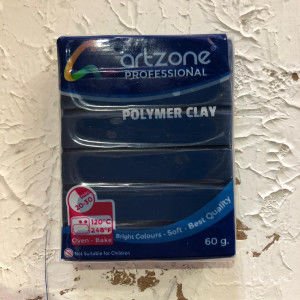 artzone
PROFESSIONAL
POLYMER CLAY
20-30
120°C
248°F
Oven - Bake
Bright Colours - Soft - Best Quality
Not Suitable for Children
60 g.